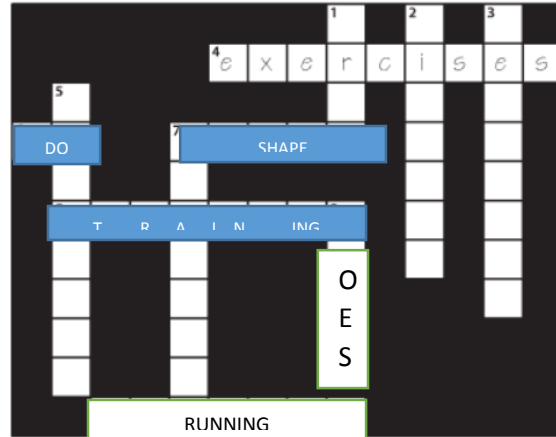 1 2 3
4 exercises
5
DO 7 SHAPE
T R A I N ING
O
E
S
RUNNING